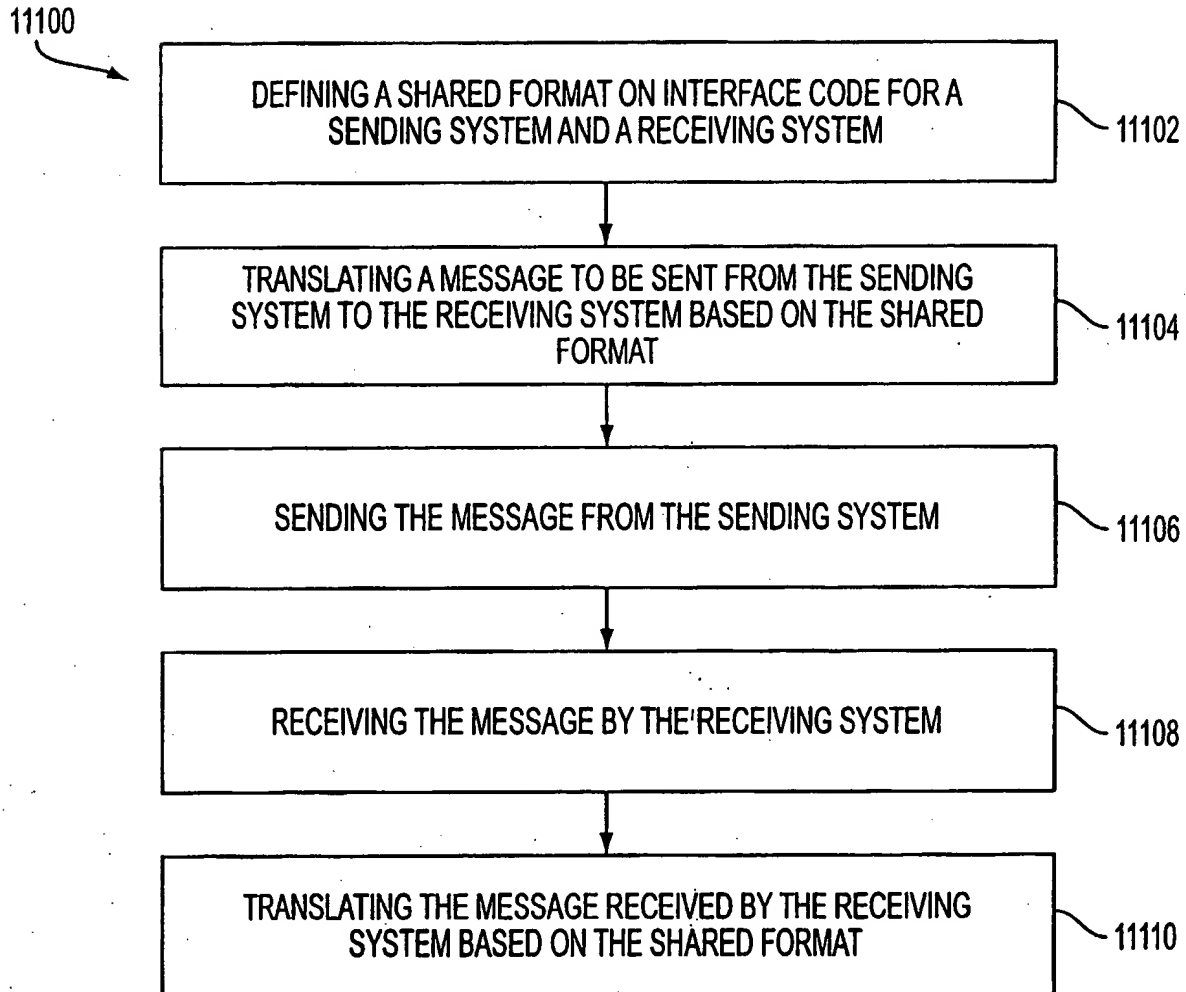 11100
DEFINING A SHARED FORMAT ON INTERFACE CODE FOR A
SENDING SYSTEM AND A RECEIVING SYSTEM
11102
TRANSLATING A MESSAGE TO BE SENT FROM THE SENDING
SYSTEM TO THE RECEIVING SYSTEM BASED ON THE SHARED
FORMAT
11104
SENDING THE MESSAGE FROM THE SENDING SYSTEM
11106
RECEIVING THE MESSAGE BY THE RECEIVING SYSTEM
11108
TRANSLATING THE MESSAGE RECEIVED BY THE RECEIVING
SYSTEM BASED ON THE SHARED FORMAT
11110